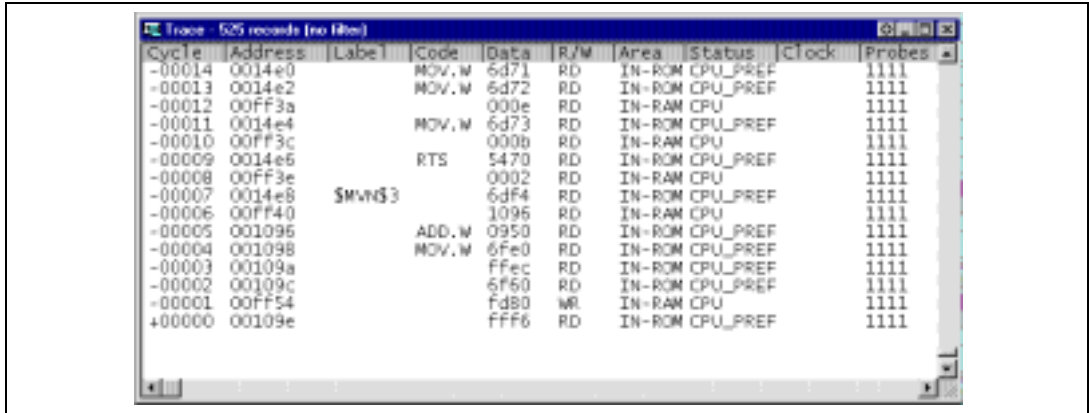 Trace - 525 records (no filter)
Cycle Address Label Code Data R/W Area Status Clock Probes
-00014 0014e0 MOV.W 6d71 RD IN-ROM CPU_PREF 1111
-00013 0014e2 MOV.W 6d72 RD IN-ROM CPU_PREF 1111
-00012 00ff3a 000e RD IN-RAM CPU 1111
-00011 0014e4 MOV.W 6d73 RD IN-ROM CPU_PREF 1111
-00010 00ff3c 000b RD IN-RAM CPU 1111
-00009 0014e6 RTS 5470 RD IN-ROM CPU_PREF 1111
-00008 00ff3e 0002 RD IN-RAM CPU 1111
-00007 0014e8 $MVN$3 6df4 RD IN-ROM CPU_PREF 1111
-00006 00ff40 1096 RD IN-RAM CPU 1111
-00005 001096 ADD.W 0950 RD IN-ROM CPU_PREF 1111
-00004 001098 MOV.W 6fe0 RD IN-ROM CPU_PREF 1111
-00003 00109a ffec RD IN-ROM CPU_PREF 1111
-00002 00109c 6f60 RD IN-ROM CPU_PREF 1111
-00001 00ff54 fd80 WR IN-RAM CPU 1111
+00000 00109e fff6 RD IN-ROM CPU_PREF 1111